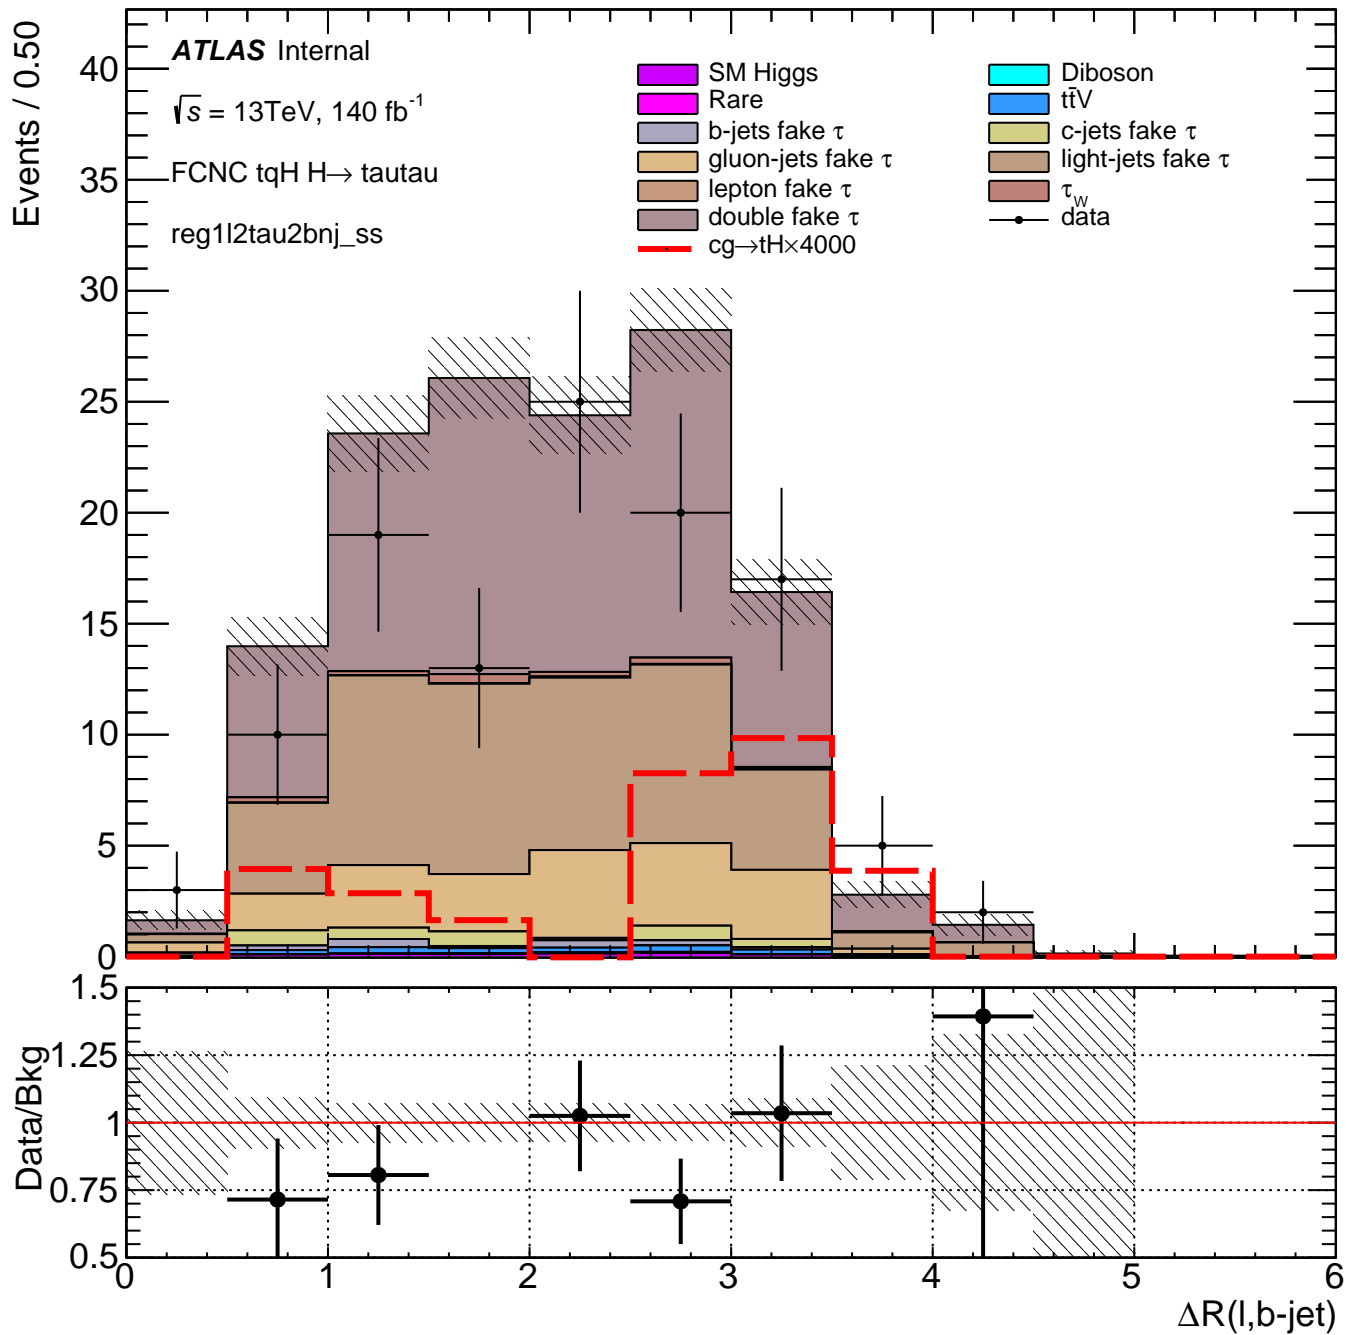 Events / 0.50
ATLAS Internal
√s = 13TeV, 140 fb⁻¹
FCNC tqH H→ tautau
reg1l2tau2bnj_ss
SM Higgs
Diboson
Rare
tt̄V
b-jets fake τ
c-jets fake τ
gluon-jets fake τ
light-jets fake τ
lepton fake τ
τ_W
double fake τ
data
cg→tH×4000
40
35
30
25
20
15
10
5
0
Data/Bkg
1.5
1.25
1
0.75
0.5
0 1 2 3 4 5 6
ΔR(l,b-jet)